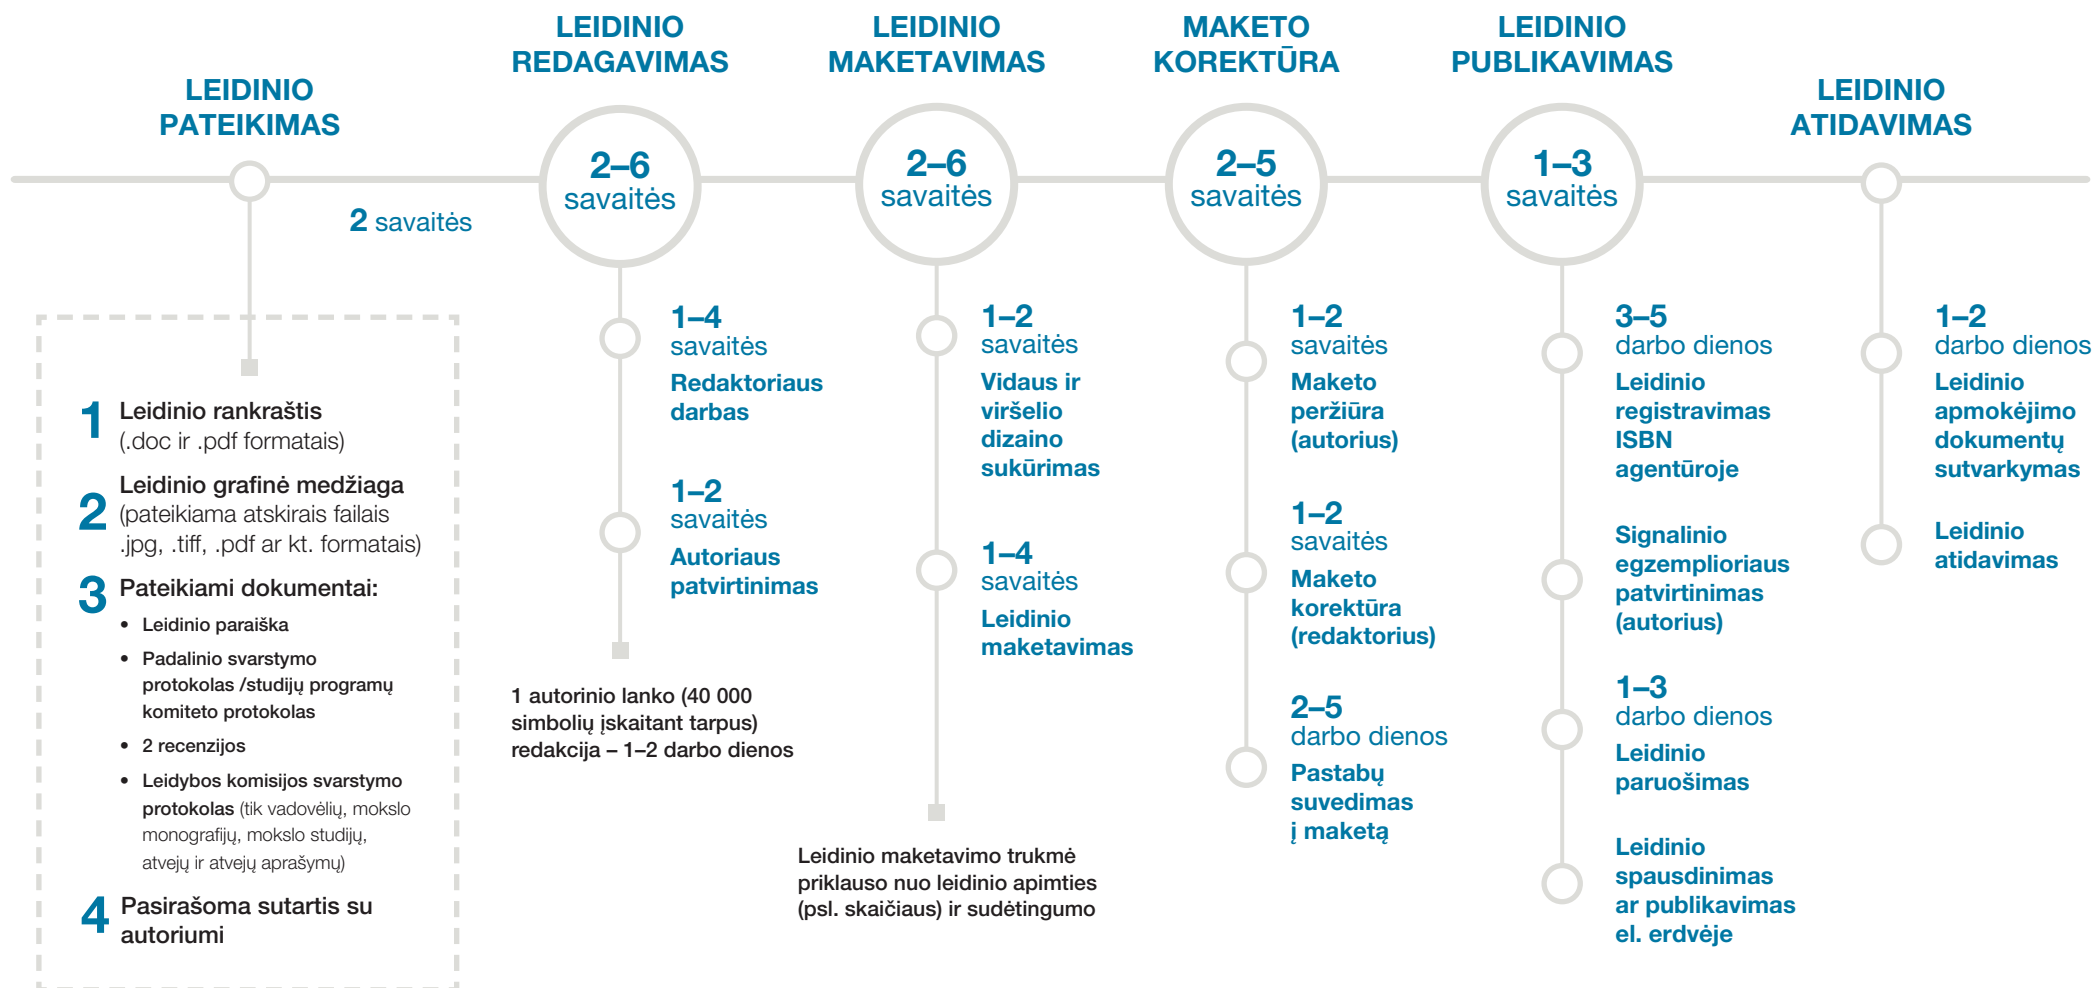 LEIDINIO
PATEIKIMAS
2 savaitės
1 Leidinio rankraštis
(.doc ir .pdf formatais)
2 Leidinio grafinė medžiaga
(pateikiama atskirais failais
.jpg, .tiff, .pdf ar kt. formatais)
3 Pateikiami dokumentai:
• Leidinio paraiška
• Padalinio svarstymo
protokolas /studijų programų
komiteto protokolas
• 2 recenzijos
• Leidybos komisijos svarstymo
protokolas (tik vadovėlių, mokslo
monografijų, mokslo studijų,
atvejų ir atvejų aprašymų)
4 Pasirašoma sutartis su
autoriumi
LEIDINIO
REDAGAVIMAS
2–6
savaitės
1–4
savaitės
Redaktoriaus
darbas
1–2
savaitės
Autoriaus
patvirtinimas
1 autorinio lanko (40 000
simbolių įskaitant tarpus)
redakcija – 1–2 darbo dienos
LEIDINIO
MAKETAVIMAS
2–6
savaitės
1–2
savaitės
Vidaus ir
viršelio
dizaino
sukūrimas
1–4
savaitės
Leidinio
maketavimas
Leidinio maketavimo trukmė
priklauso nuo leidinio apimties
(psl. skaičiaus) ir sudėtingumo
MAKETO
KOREKTŪRA
2–5
savaitės
1–2
savaitės
Maketo
peržiūra
(autorius)
1–2
savaitės
Maketo
korektūra
(redaktorius)
2–5
darbo dienos
Pastabų
suvedimas
į maketą
LEIDINIO
PUBLIKAVIMAS
1–3
savaitės
3–5
darbo dienos
Leidinio
registravimas
ISBN
agentūroje
Signalinio
egzemplioriaus
patvirtinimas
(autorius)
1–3
darbo dienos
Leidinio
paruošimas
Leidinio
spausdinimas
ar publikavimas
el. erdvėje
LEIDINIO
ATIDAVIMAS
1–2
darbo dienos
Leidinio
apmokėjimo
dokumentų
sutvarkymas
Leidinio
atidavimas